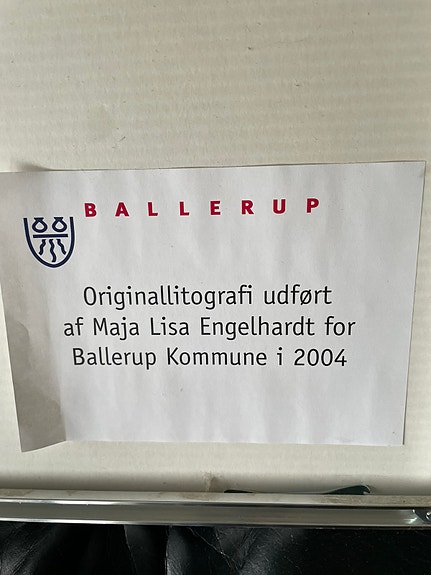 BALLERUP
Originallitografi udført
af Maja Lisa Engelhardt for
Ballerup Kommune i 2004